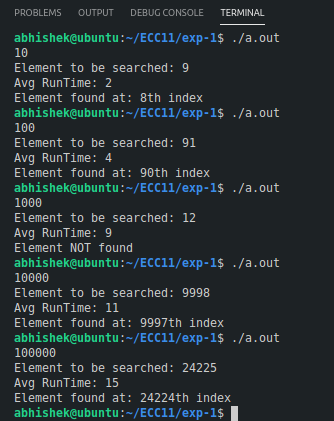 PROBLEMS OUTPUT DEBUG CONSOLE TERMINAL
abhishek@ubuntu:~/ECC11/exp-1$ ./a.out
10
Element to be searched: 9
Avg RunTime: 2
Element found at: 8th index
abhishek@ubuntu:~/ECC11/exp-1$ ./a.out
100
Element to be searched: 91
Avg RunTime: 4
Element found at: 90th index
abhishek@ubuntu:~/ECC11/exp-1$ ./a.out
1000
Element to be searched: 12
Avg RunTime: 9
Element NOT found
abhishek@ubuntu:~/ECC11/exp-1$ ./a.out
10000
Element to be searched: 9998
Avg RunTime: 11
Element found at: 9997th index
abhishek@ubuntu:~/ECC11/exp-1$ ./a.out
100000
Element to be searched: 24225
Avg RunTime: 15
Element found at: 24224th index
abhishek@ubuntu:~/ECC11/exp-1$